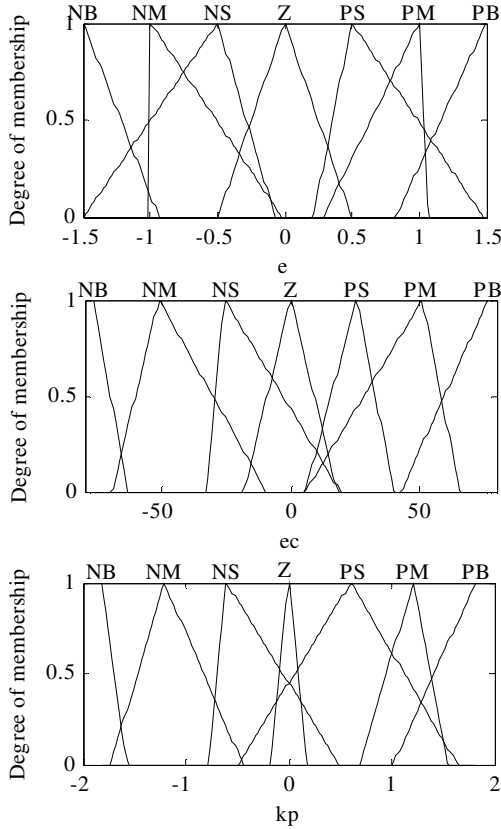 NB NM NS Z PS PM PB
Degree of membership
1
0.5
0
-1.5 -1 -0.5 0 0.5 1 1.5
e
NB NM NS Z PS PM PB
Degree of membership
1
0.5
0
-50 0 50
ec
NB NM NS Z PS PM PB
Degree of membership
1
0.5
0
-2 -1 0 1 2
kp